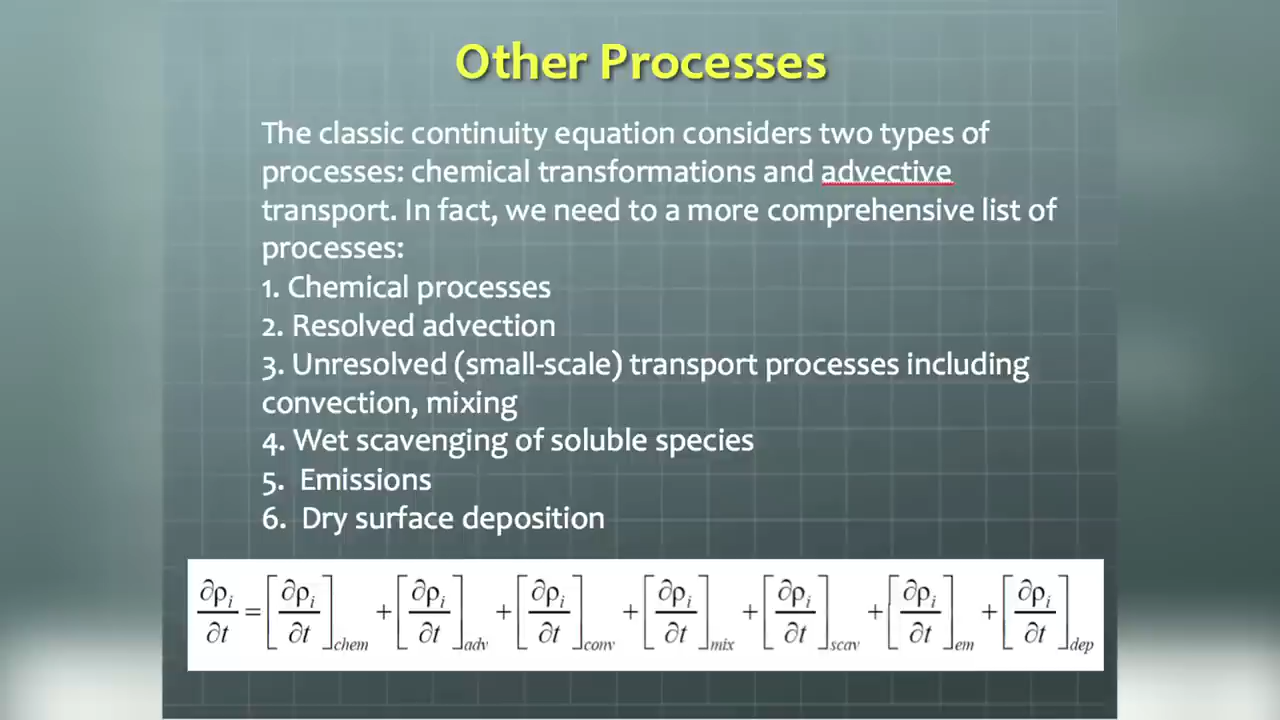 Other Processes
The classic continuity equation considers two types of
processes: chemical transformations and advective
transport. In fact, we need to a more comprehensive list of
processes:
1. Chemical processes
2. Resolved advection
3. Unresolved (small-scale) transport processes including
convection, mixing
4. Wet scavenging of soluble species
5. Emissions
6. Dry surface deposition
∂ρi/∂t = [∂ρi/∂t]chem + [∂ρi/∂t]adv + [∂ρi/∂t]conv + [∂ρi/∂t]mix + [∂ρi/∂t]scav + [∂ρi/∂t]em + [∂ρi/∂t]dep